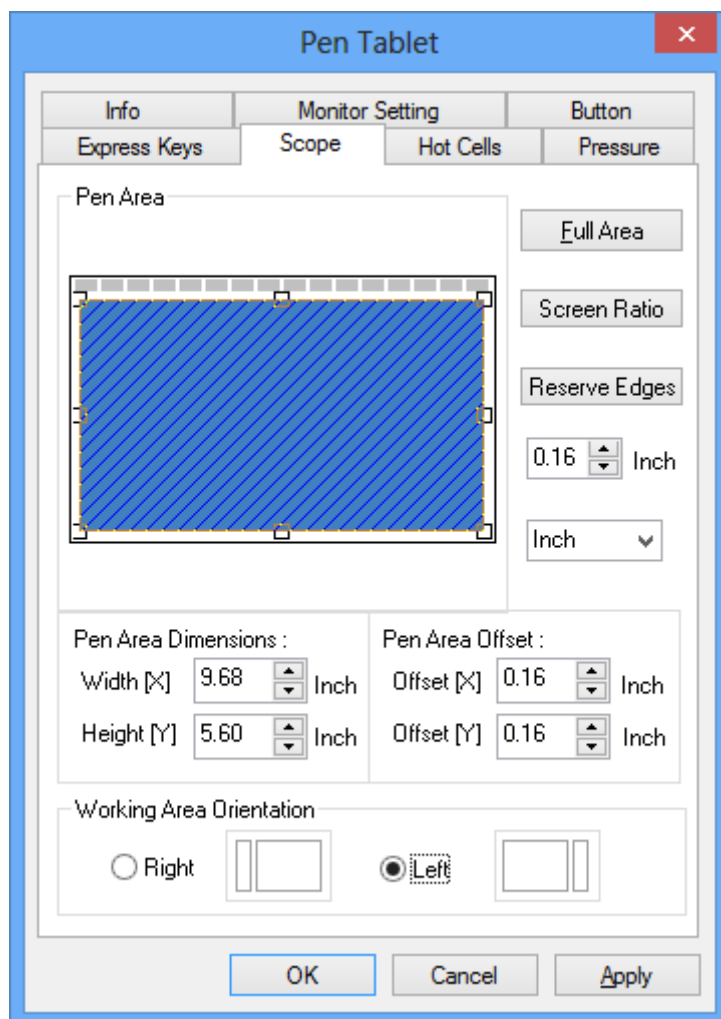 Pen Tablet
Info Monitor Setting Button
Express Keys Scope Hot Cells Pressure
Pen Area
Full Area
Screen Ratio
Reserve Edges
0.16 Inch
Inch
Pen Area Dimensions : Pen Area Offset :
Width [X] 9.68 Inch Offset [X] 0.16 Inch
Height [Y] 5.60 Inch Offset [Y] 0.16 Inch
Working Area Orientation
Right Left
OK Cancel Apply